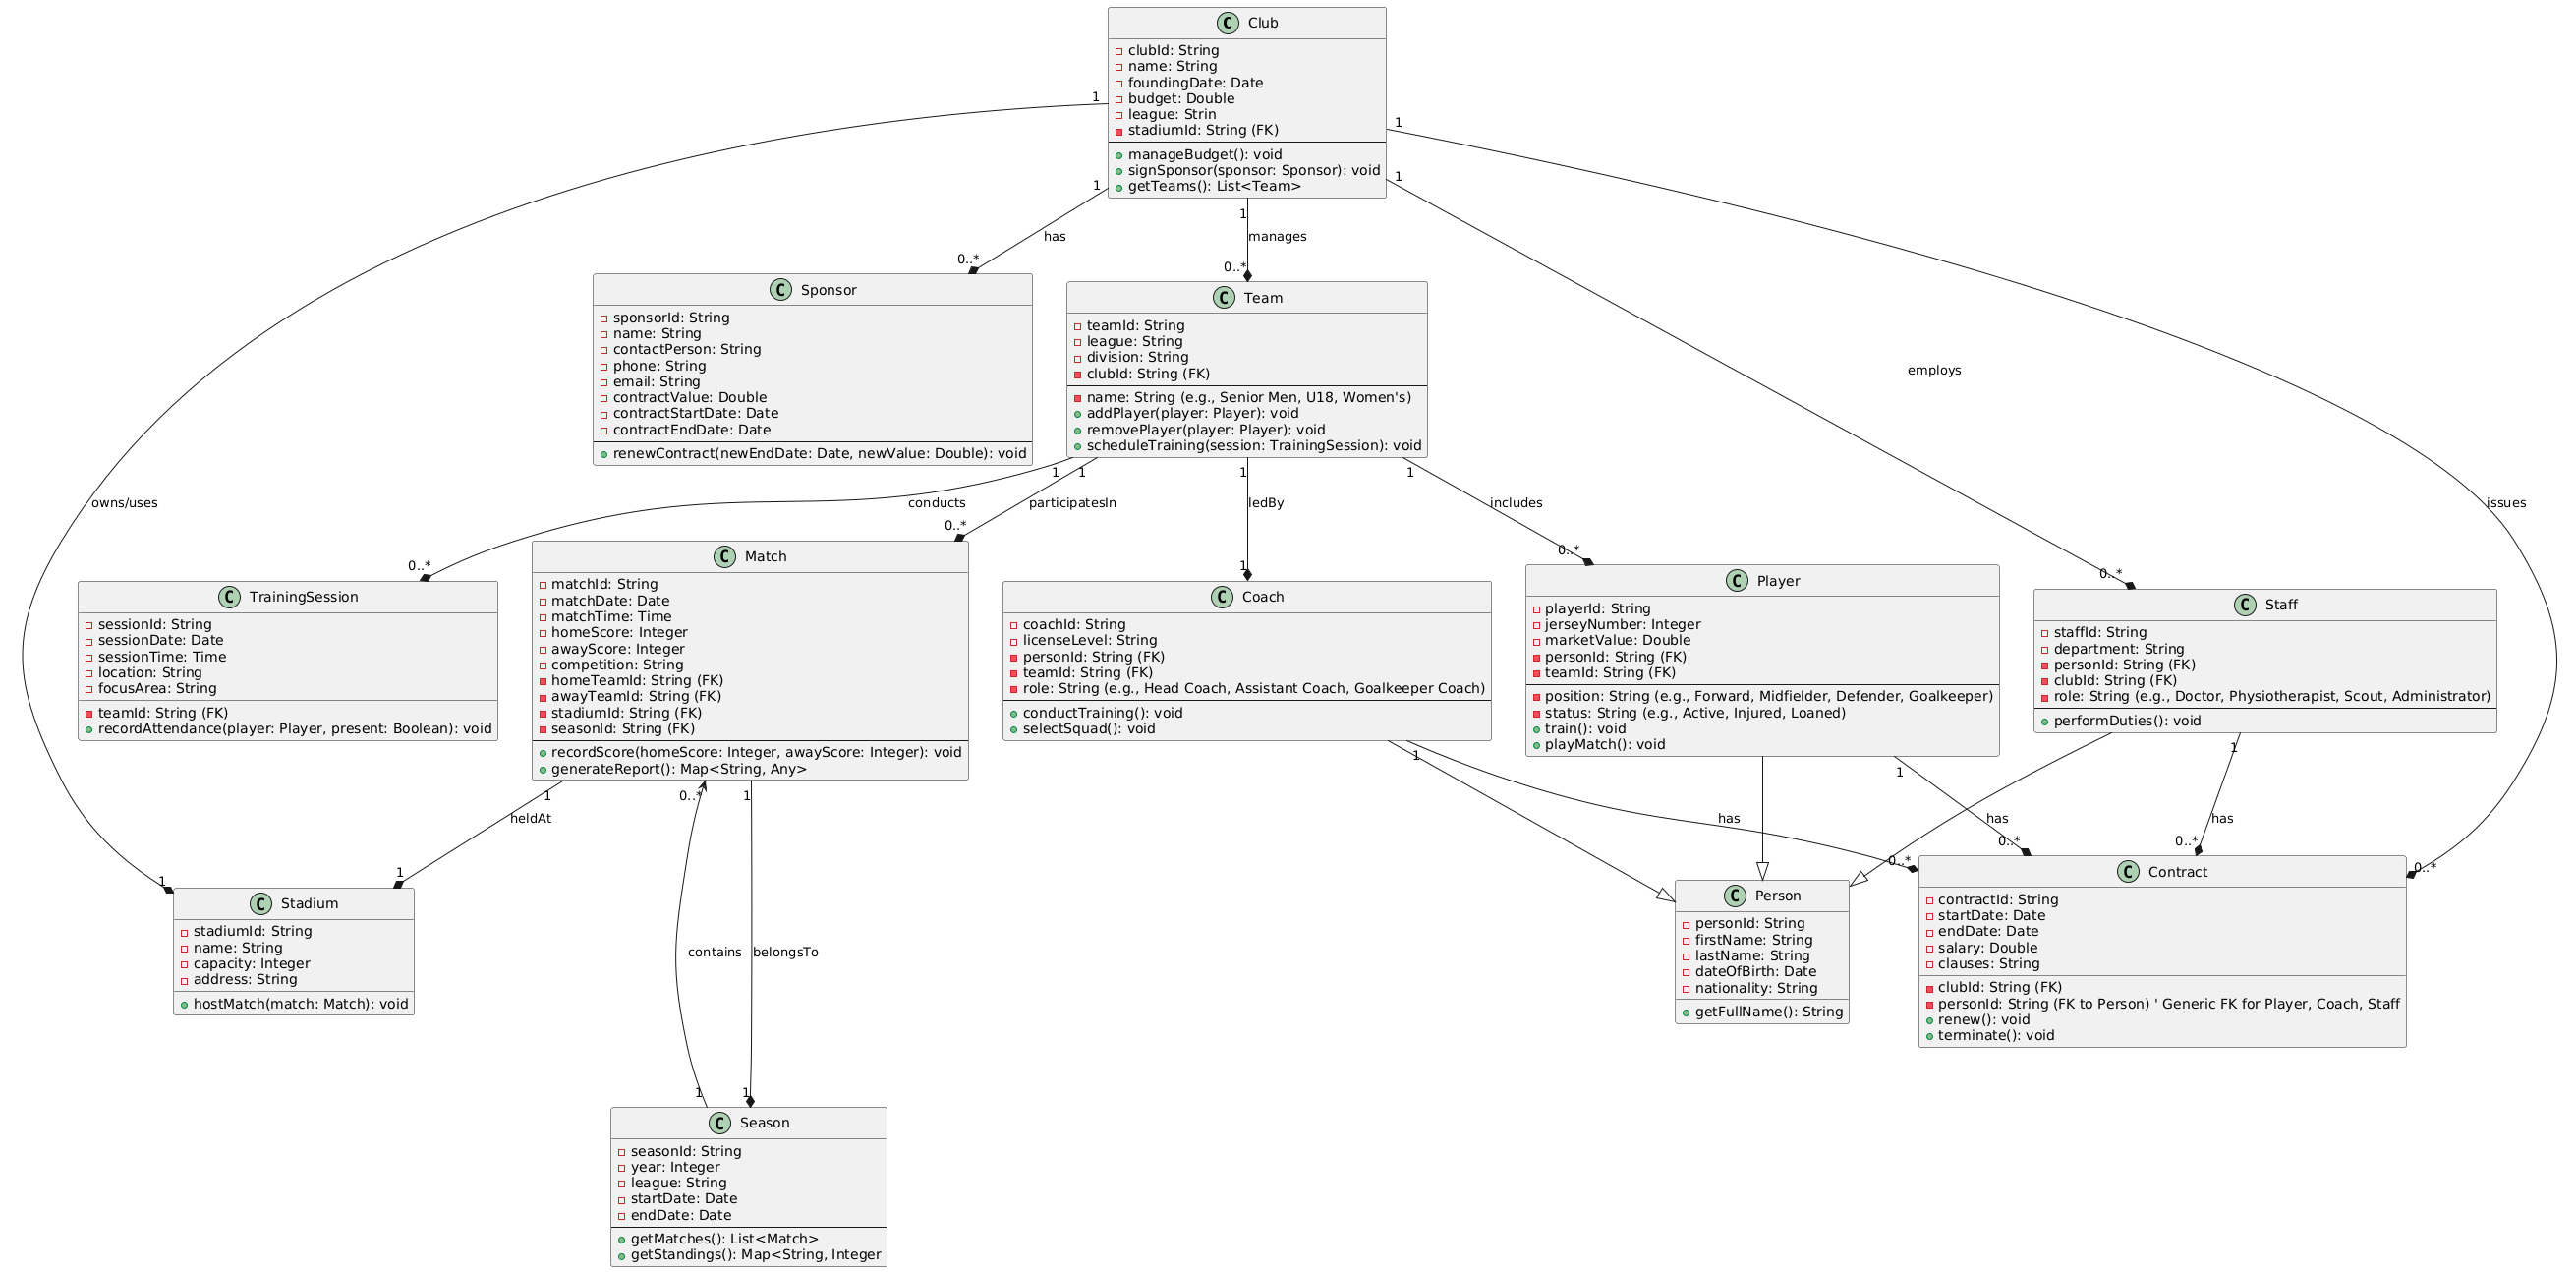 C Club
clubId: String
name: String
foundingDate: Date
budget: Double
league: Strin
stadiumId: String (FK)
manageBudget(): void
signSponsor(sponsor: Sponsor): void
getTeams(): List<Team>
1
1
1
1
1
has
manages
employs
issues
owns/uses
0..*
0..*
C Sponsor
sponsorId: String
name: String
contactPerson: String
phone: String
email: String
contractValue: Double
contractStartDate: Date
contractEndDate: Date
renewContract(newEndDate: Date, newValue: Double): void
C Team
teamId: String
league: String
division: String
clubId: String (FK)
name: String (e.g., Senior Men, U18, Women's)
addPlayer(player: Player): void
removePlayer(player: Player): void
scheduleTraining(session: TrainingSession): void
1
1
1
1
conducts
participatesIn
ledBy
includes
0..*
0..*
1
0..*
0..*
C TrainingSession
sessionId: String
sessionDate: Date
sessionTime: Time
location: String
focusArea: String
teamId: String (FK)
recordAttendance(player: Player, present: Boolean): void
C Match
matchId: String
matchDate: Date
matchTime: Time
homeScore: Integer
awayScore: Integer
competition: String
homeTeamId: String (FK)
awayTeamId: String (FK)
stadiumId: String (FK)
seasonId: String (FK)
recordScore(homeScore: Integer, awayScore: Integer): void
generateReport(): Map<String, Any>
C Coach
coachId: String
licenseLevel: String
personId: String (FK)
teamId: String (FK)
role: String (e.g., Head Coach, Assistant Coach, Goalkeeper Coach)
conductTraining(): void
selectSquad(): void
C Player
playerId: String
jerseyNumber: Integer
marketValue: Double
personId: String (FK)
teamId: String (FK)
position: String (e.g., Forward, Midfielder, Defender, Goalkeeper)
status: String (e.g., Active, Injured, Loaned)
train(): void
playMatch(): void
C Staff
staffId: String
department: String
personId: String (FK)
clubId: String (FK)
role: String (e.g., Doctor, Physiotherapist, Scout, Administrator)
performDuties(): void
1
0..*
1
1
1
1
heldAt
has
has
has
1
1
0..*
0..*
0..*
0..*
C Stadium
stadiumId: String
name: String
capacity: Integer
address: String
hostMatch(match: Match): void
C Person
personId: String
firstName: String
lastName: String
dateOfBirth: Date
nationality: String
getFullName(): String
C Contract
contractId: String
startDate: Date
endDate: Date
salary: Double
clauses: String
clubId: String (FK)
personId: String (FK to Person) ' Generic FK for Player, Coach, Staff
renew(): void
terminate(): void
contains
belongsTo
1
1
C Season
seasonId: String
year: Integer
league: String
startDate: Date
endDate: Date
getMatches(): List<Match>
getStandings(): Map<String, Integer